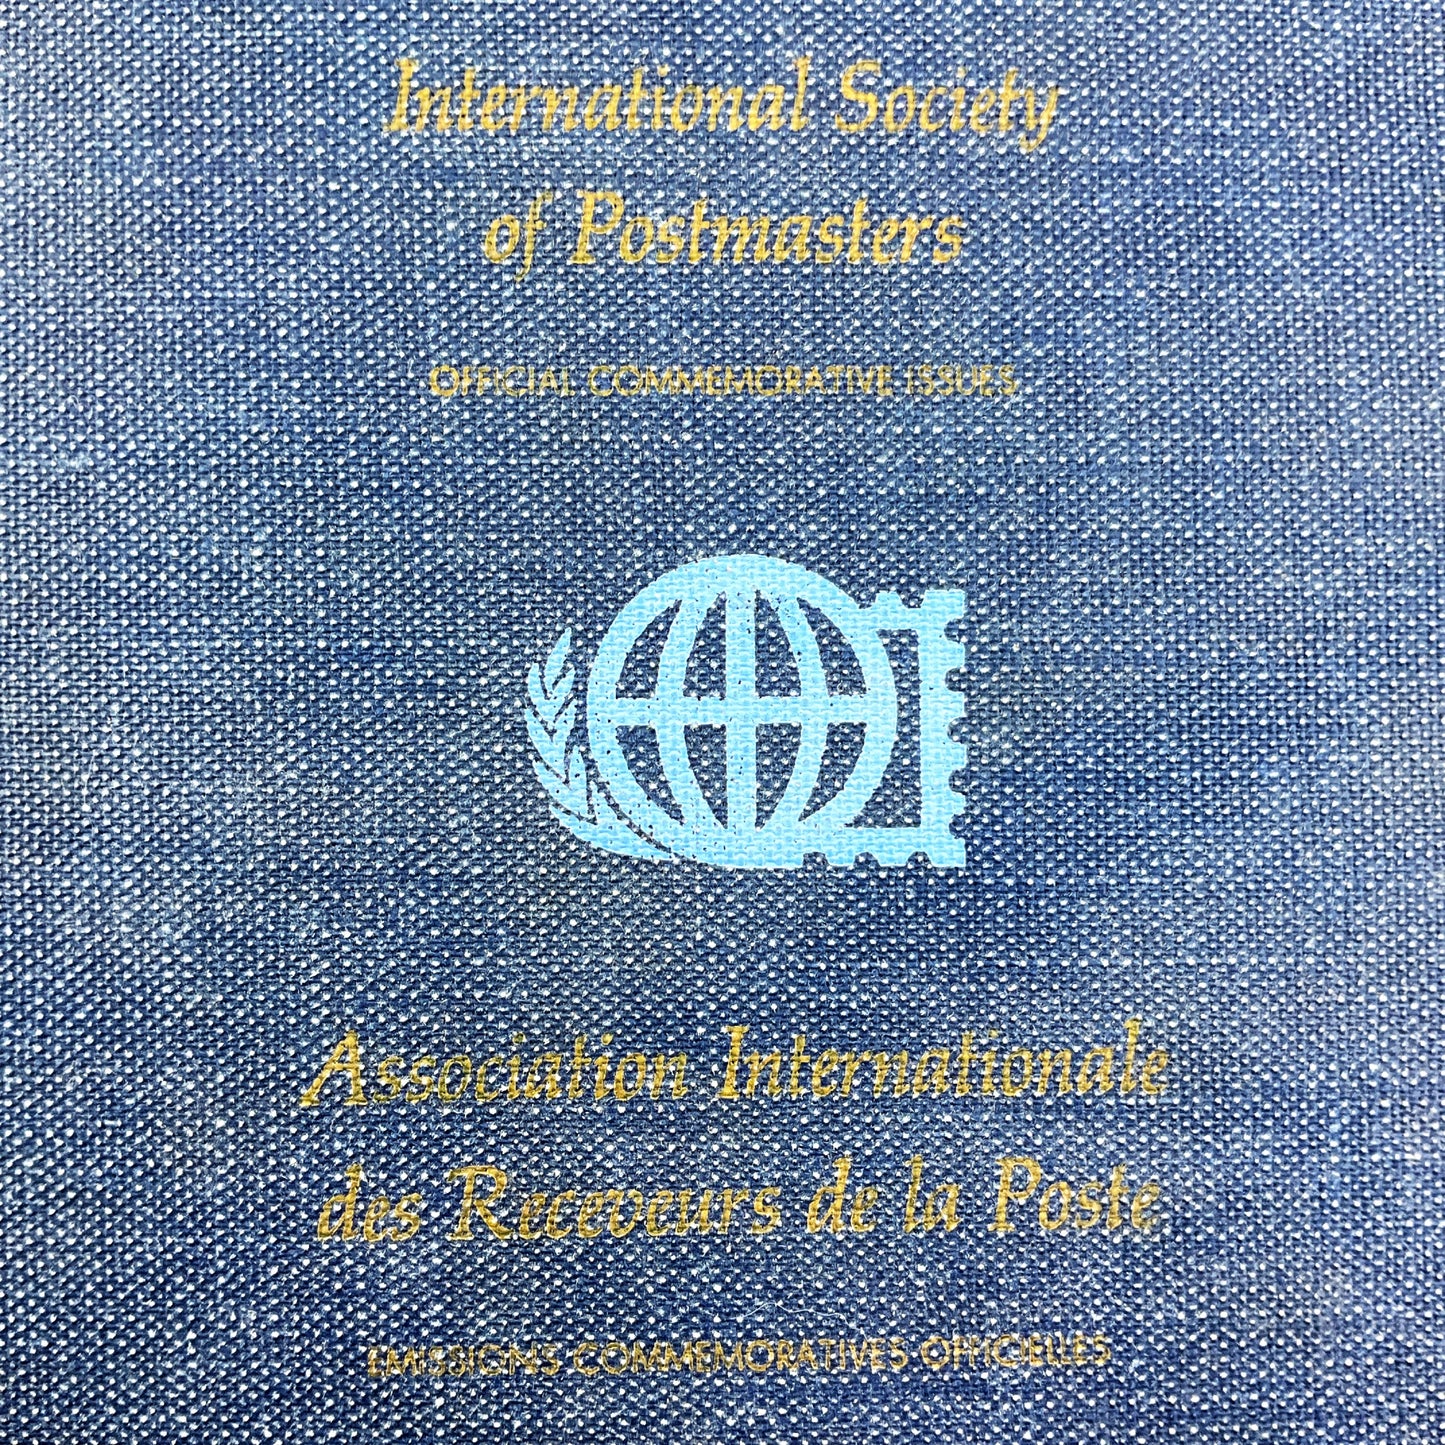 International Society
of Postmasters
OFFICIAL COMMEMORATIVE ISSUES
Association Internationale
des Receveurs de la Poste
EMISSIONS COMMEMORATIVES OFFICIELLES